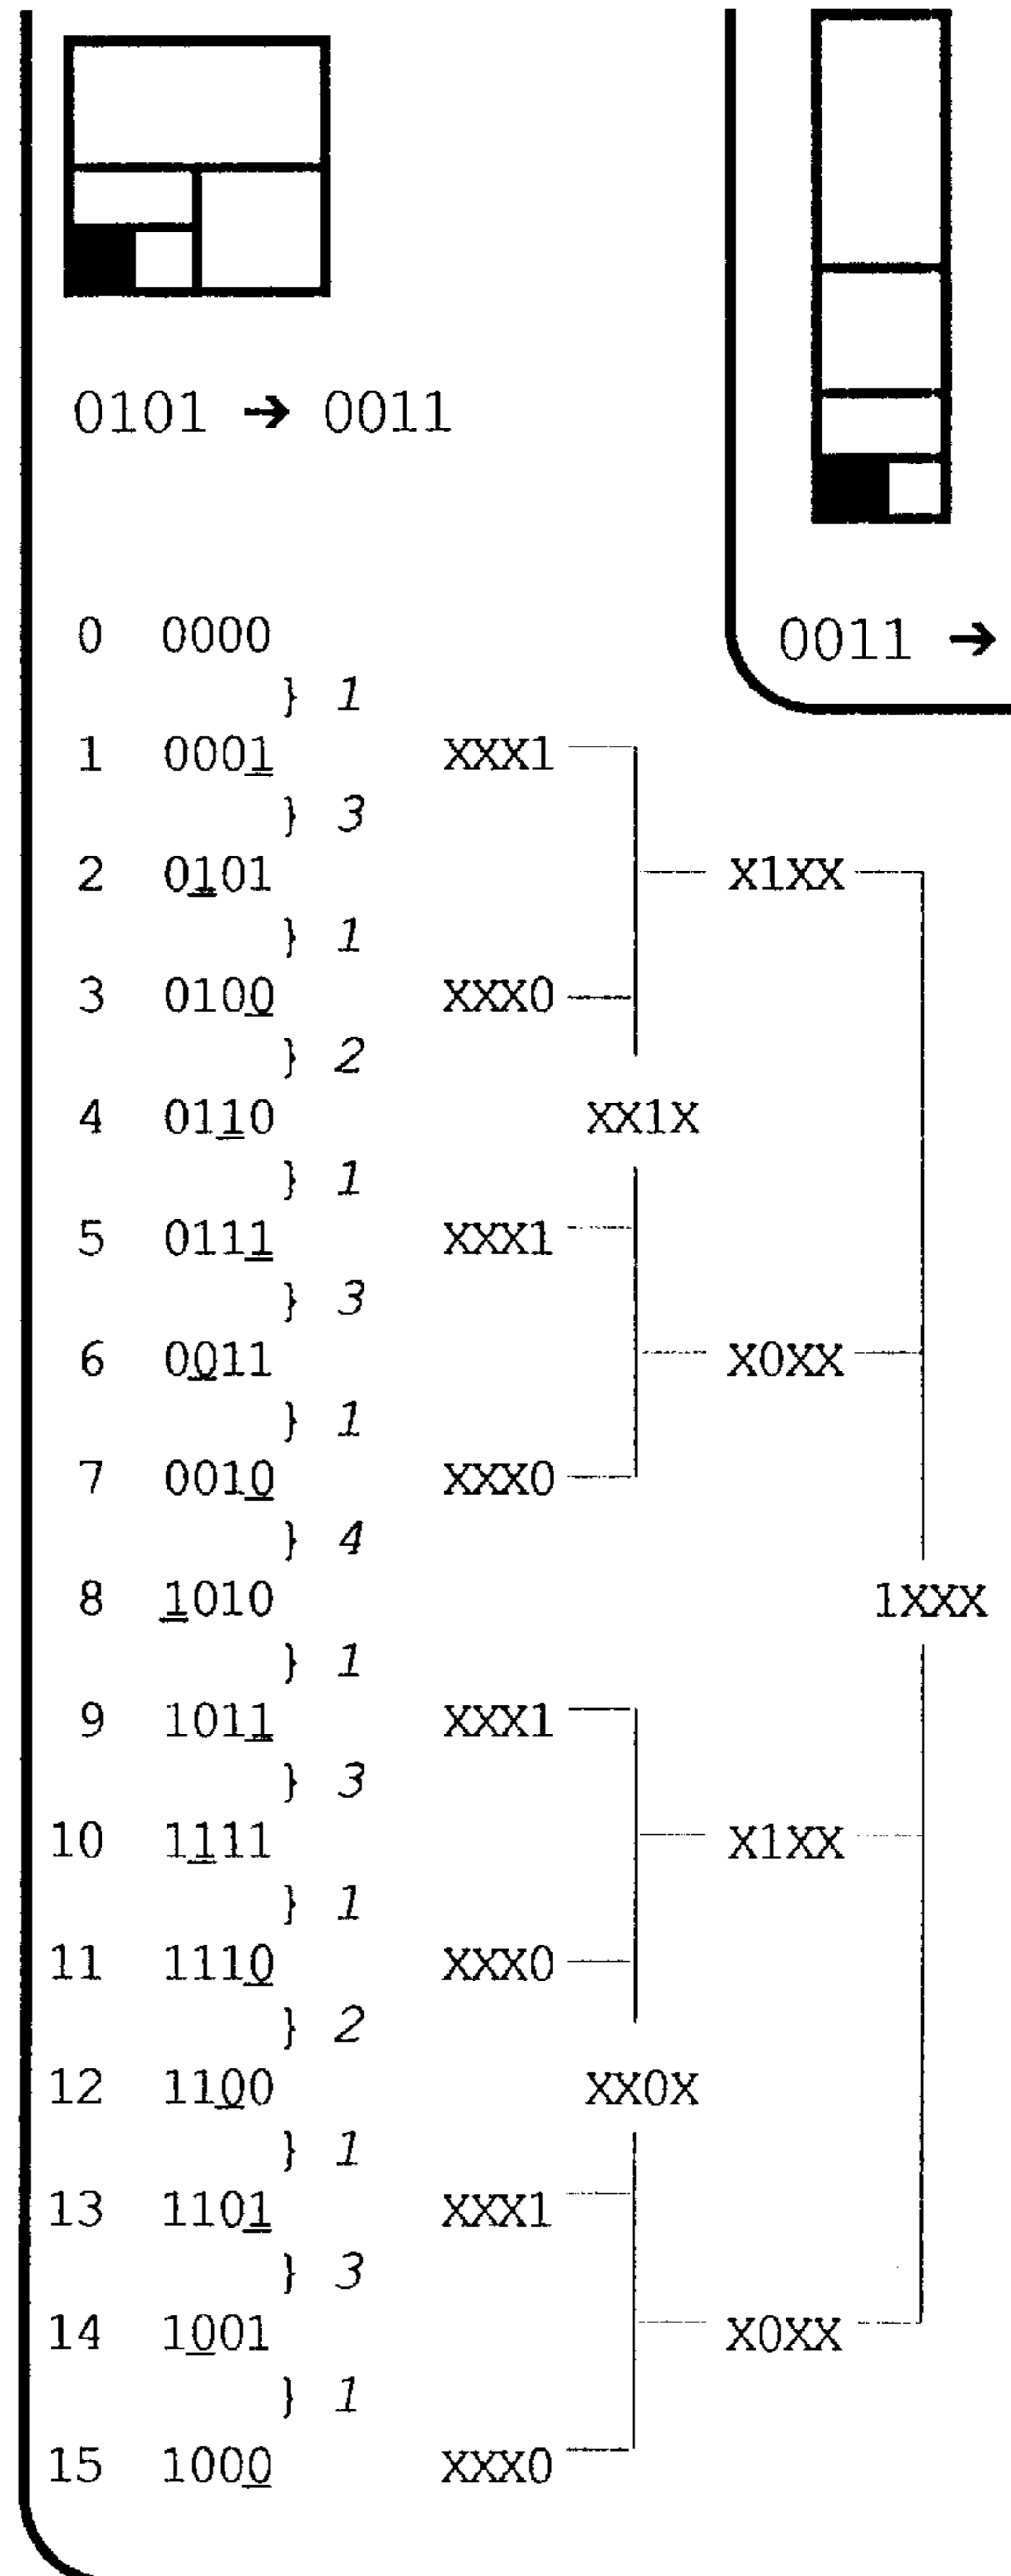 0101 → 0011
0011 →
0 0000
} 1
1 0001 XXX1
} 3
2 0101 X1XX
} 1
3 0100 XXX0
} 2
4 0110 XX1X
} 1
5 0111 XXX1
} 3
6 0011 X0XX
} 1
7 0010 XXX0
} 4
8 1010 1XXX
} 1
9 1011 XXX1
} 3
10 1111 X1XX
} 1
11 1110 XXX0
} 2
12 1100 XX0X
} 1
13 1101 XXX1
} 3
14 1001 X0XX
} 1
15 1000 XXX0